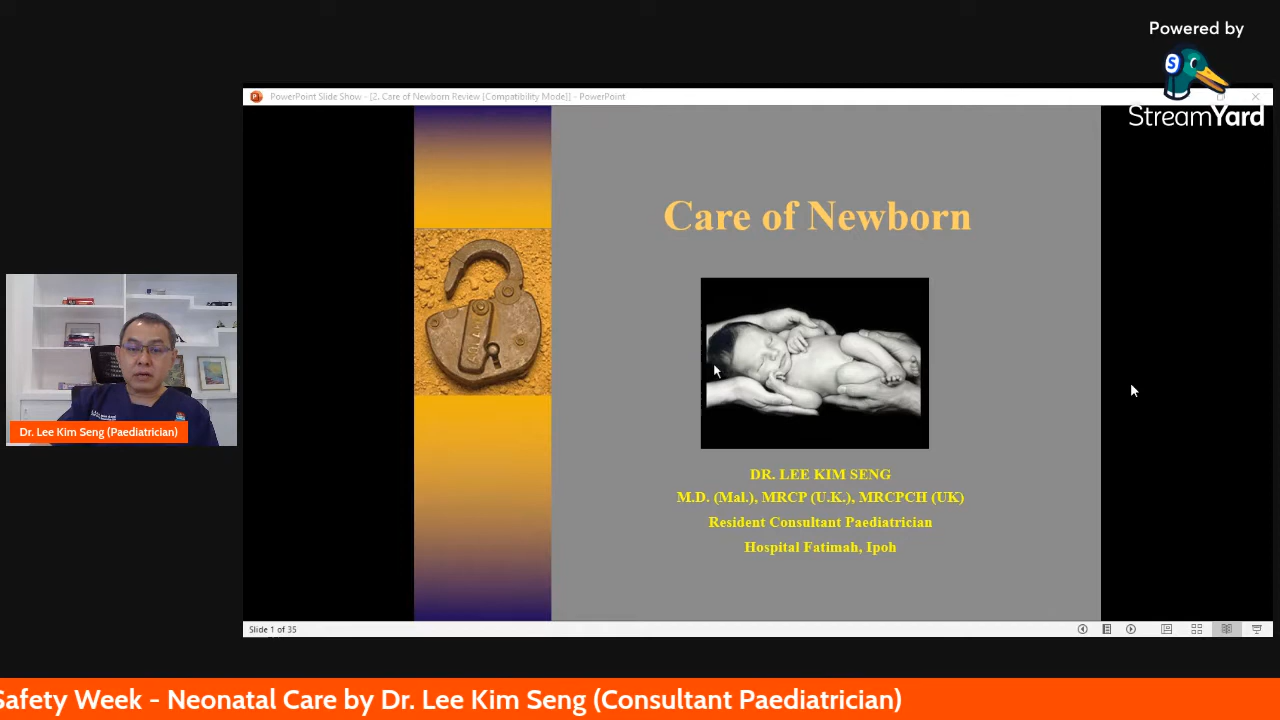 Powered by
S
StreamYard
PowerPoint Slide Show - [2. Care of Newborn Review [Compatibility Mode]] - PowerPoint
Care of Newborn
DR. LEE KIM SENG
M.D. (Mal.), MRCP (U.K.), MRCPCH (UK)
Resident Consultant Paediatrician
Hospital Fatimah, Ipoh
Dr. Lee Kim Seng (Paediatrician)
Slide 1 of 35
Safety Week - Neonatal Care by Dr. Lee Kim Seng (Consultant Paediatrician)